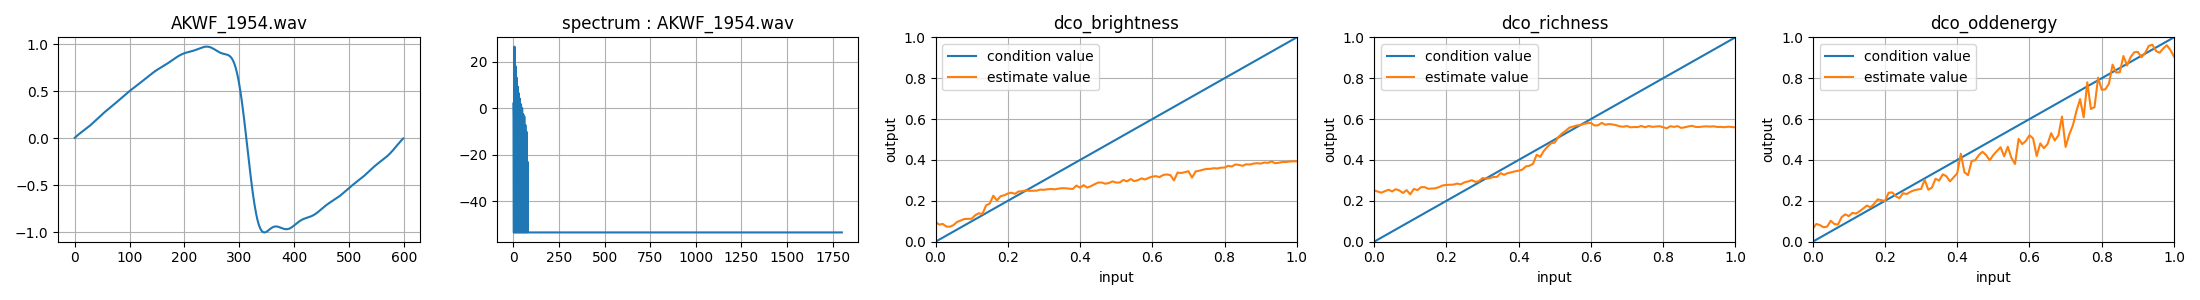 AKWF_1954.wav
1.0
0.5
0.0
−0.5
−1.0
0 100 200 300 400 500 600
spectrum : AKWF_1954.wav
20
0
−20
−40
0 250 500 750 1000 1250 1500 1750
dco_brightness
condition value
estimate value
output
1.0
0.8
0.6
0.4
0.2
0.0
0.0 0.2 0.4 0.6 0.8 1.0
input
dco_richness
condition value
estimate value
output
1.0
0.8
0.6
0.4
0.2
0.0
0.0 0.2 0.4 0.6 0.8 1.0
input
dco_oddenergy
condition value
estimate value
output
1.0
0.8
0.6
0.4
0.2
0.0
0.0 0.2 0.4 0.6 0.8 1.0
input